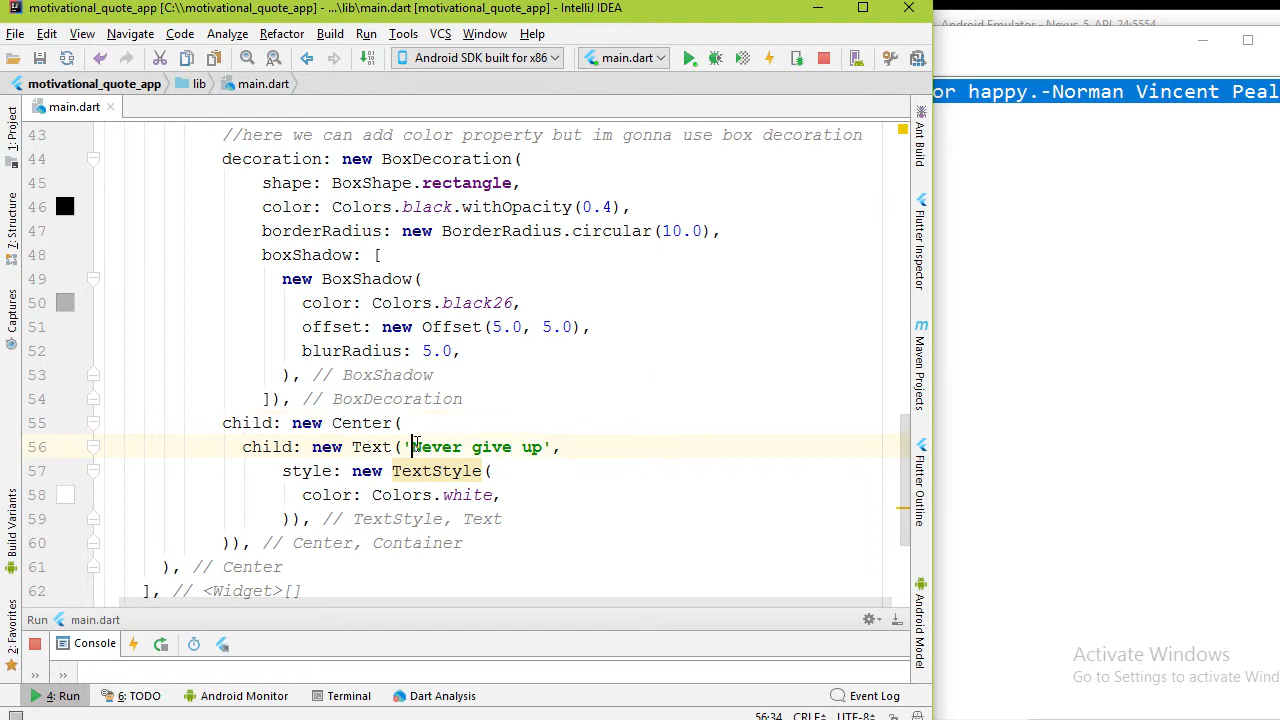 motivational_quote_app [C:\\motivational_quote_app] - ...\lib\main.dart [motivational_quote_app] - IntelliJ IDEA
Android Emulator - Nexus_5_API_24:5554
File Edit View Navigate Code Analyze Refactor Build Run Tools VCS Window Help
Android SDK built for x86 main.dart
motivational_quote_app lib main.dart
or happy.-Norman Vincent Peal
main.dart
43 //here we can add color property but im gonna use box decoration
44 decoration: new BoxDecoration(
45 shape: BoxShape.rectangle,
46 color: Colors.black.withOpacity(0.4),
47 borderRadius: new BorderRadius.circular(10.0),
48 boxShadow: [
49 new BoxShadow(
50 color: Colors.black26,
51 offset: new Offset(5.0, 5.0),
52 blurRadius: 5.0,
53 ), // BoxShadow
54 ]), // BoxDecoration
55 child: new Center(
56 child: new Text('Never give up',
57 style: new TextStyle(
58 color: Colors.white,
59 )), // TextStyle, Text
60 )), // Center, Container
61 ), // Center
62 ], // <Widget>[]
1: Project
7: Structure
Captures
Build Variants
2: Favorites
Ant Build
Flutter Inspector
Maven Projects
Flutter Outline
Android Model
Run main.dart
Console
4: Run 6: TODO Android Monitor Terminal Dart Analysis Event Log
56:34 CRLF UTF-8
Activate Windows
Go to Settings to activate Wind